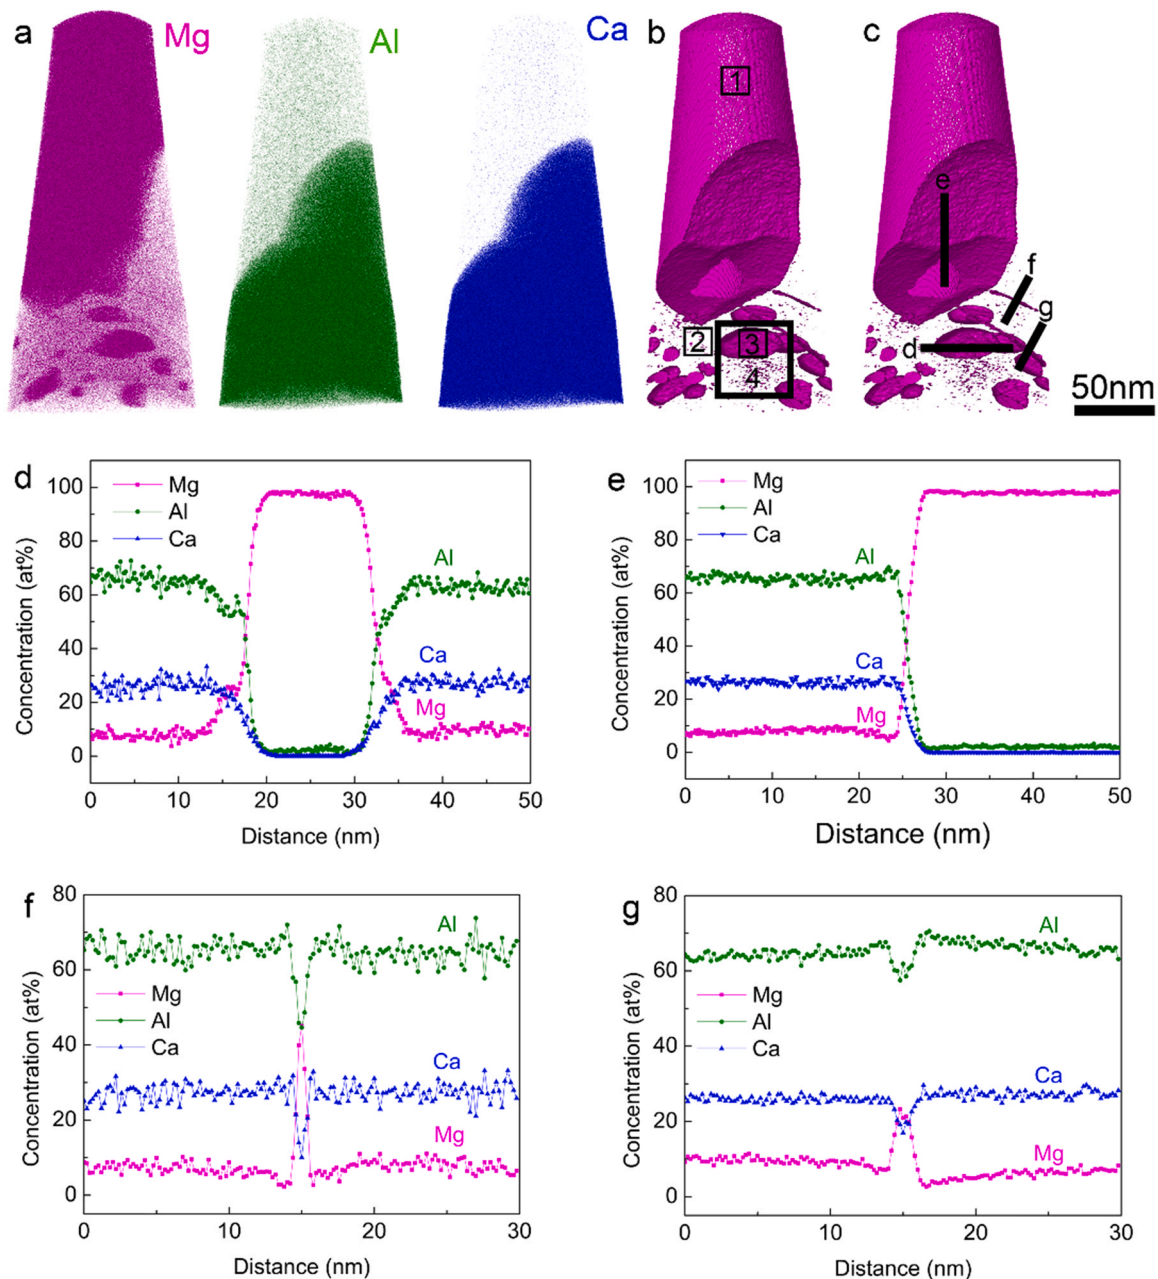 a Mg Al Ca b c
1
e
f
g
2 3 d
4
50nm
d
100
80
60
40
20
0
Concentration (at%)
Mg
Al
Ca
Al
Ca
Mg
0 10 20 30 40 50
Distance (nm)
e
100
80
60
40
20
0
Concentration (at%)
Mg
Al
Ca
Al
Ca
Mg
0 10 20 30 40 50
Distance (nm)
f
80
60
40
20
0
Concentration (at%)
Al
Mg
Al
Ca
Ca
Mg
0 10 20 30
Distance (nm)
g
80
60
40
20
0
Concentration (at%)
Al
Mg
Al
Ca
Ca
Mg
0 10 20 30
Distance (nm)